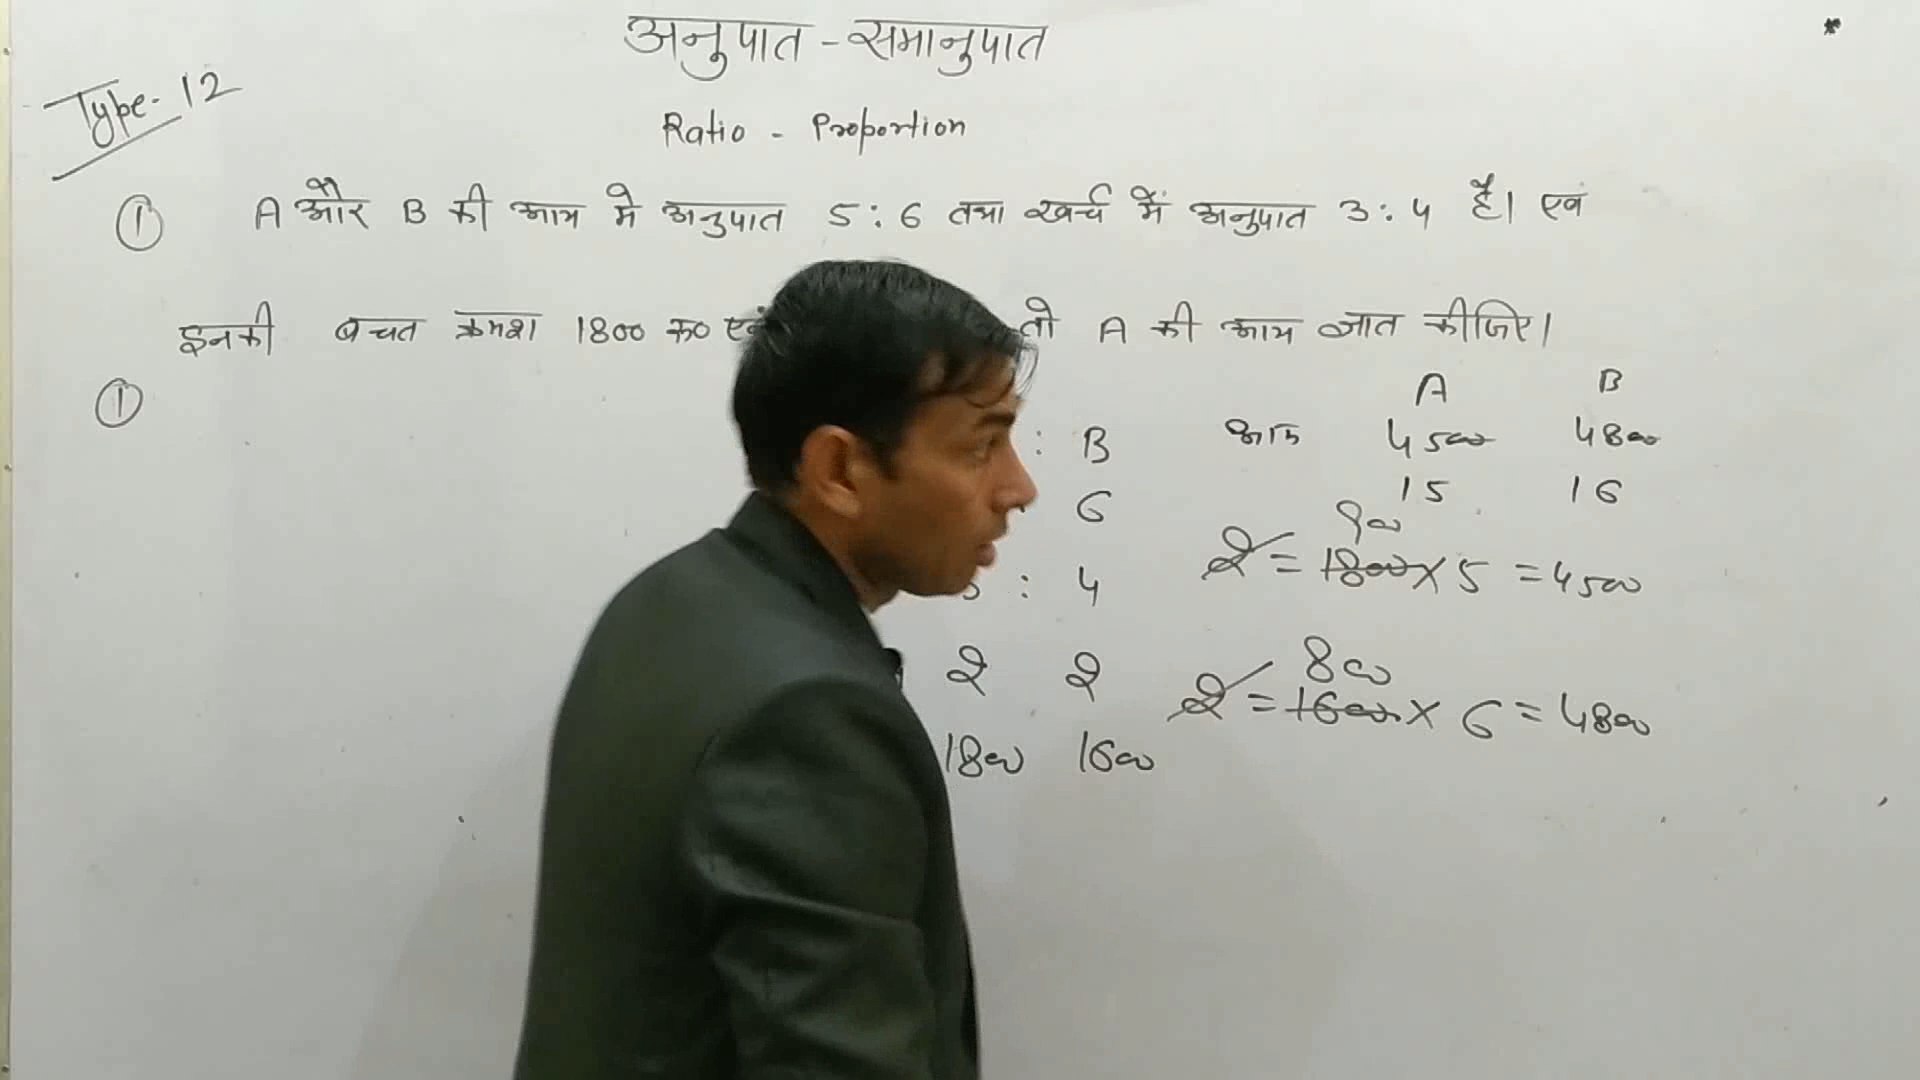 अनुपात - समानुपात
Type- 12
Ratio - Proportion
① A और B की आय मे अनुपात 5 : 6 तथा खर्च में अनुपात 3 : 4 है। एवं
इनकी बचत क्रमश 1800 रू0 एवं तो A की आय ज्ञात कीजिए।
①
A B
: B
आय 4500 4800
6
15 16
900
2 = 1800 × 5 = 4500
: 4
2 2
800
2 = 1600 × 6 = 4800
1800 1600